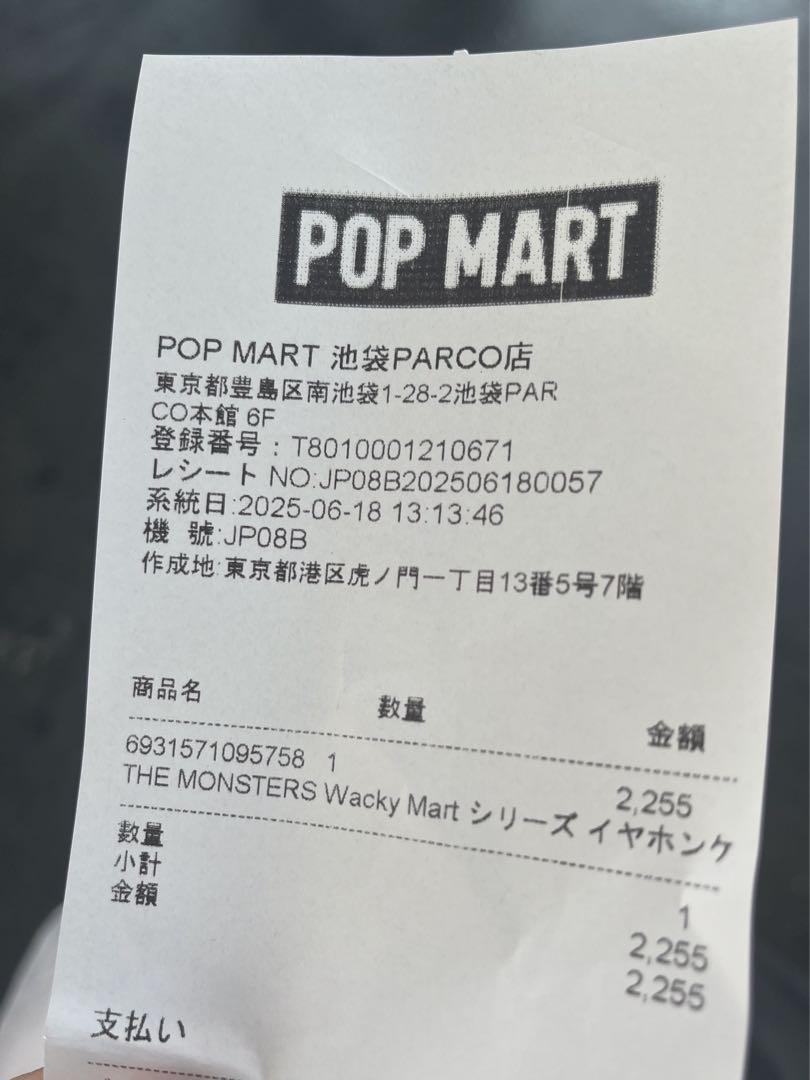 POP MART
POP MART 池袋PARCO店
東京都豊島区南池袋1-28-2池袋PAR
CO本館 6F
登録番号：T8010001210671
レシート NO:JP08B202506180057
系統日:2025-06-18 13:13:46
機 號:JP08B
作成地:東京都港区虎ノ門一丁目13番5号7階
商品名 数量 金額
6931571095758 1 2,255
THE MONSTERS Wacky Mart シリーズ イヤホンケ
数量 1
小計 2,255
金額 2,255
支払い